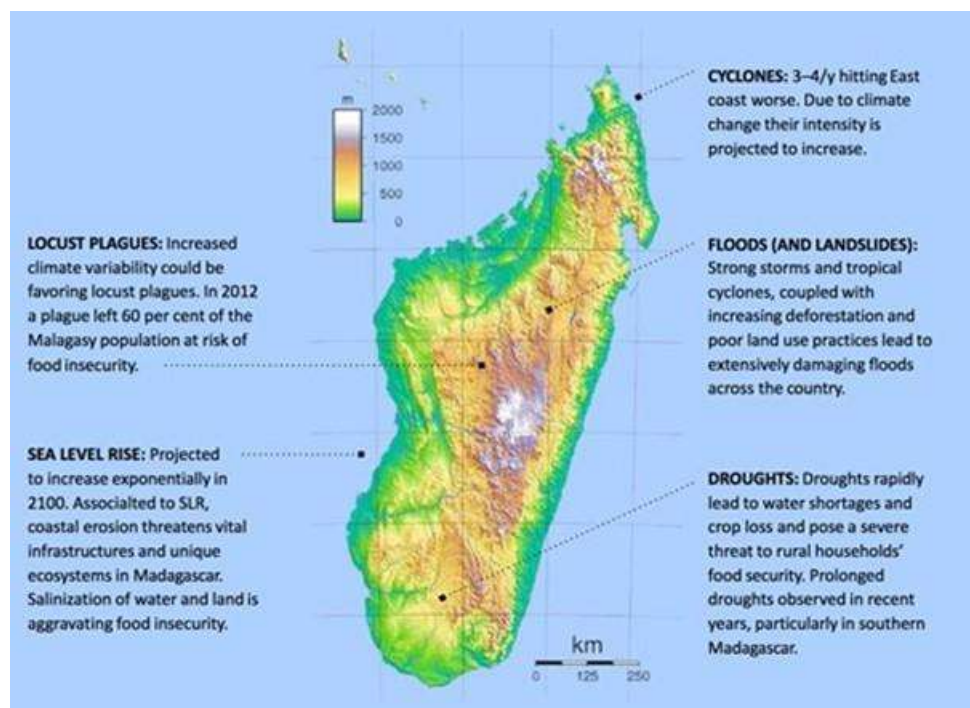 m
2000
1500
1000
500
0
CYCLONES: 3–4/y hitting East
coast worse. Due to climate
change their intensity is
projected to increase.
LOCUST PLAGUES: Increased
climate variability could be
favoring locust plagues. In 2012
a plague left 60 per cent of the
Malagasy population at risk of
food insecurity.
FLOODS (AND LANDSLIDES):
Strong storms and tropical
cyclones, coupled with
increasing deforestation and
poor land use practices lead to
extensively damaging floods
across the country.
SEA LEVEL RISE: Projected
to increase exponentially in
2100. Associalted to SLR,
coastal erosion threatens vital
infrastructures and unique
ecosystems in Madagascar.
Salinization of water and land is
aggravating food insecurity.
DROUGHTS: Droughts rapidly
lead to water shortages and
crop loss and pose a severe
threat to rural households’
food security. Prolonged
droughts observed in recent
years, particularly in southern
Madagascar.
km
0 125 250